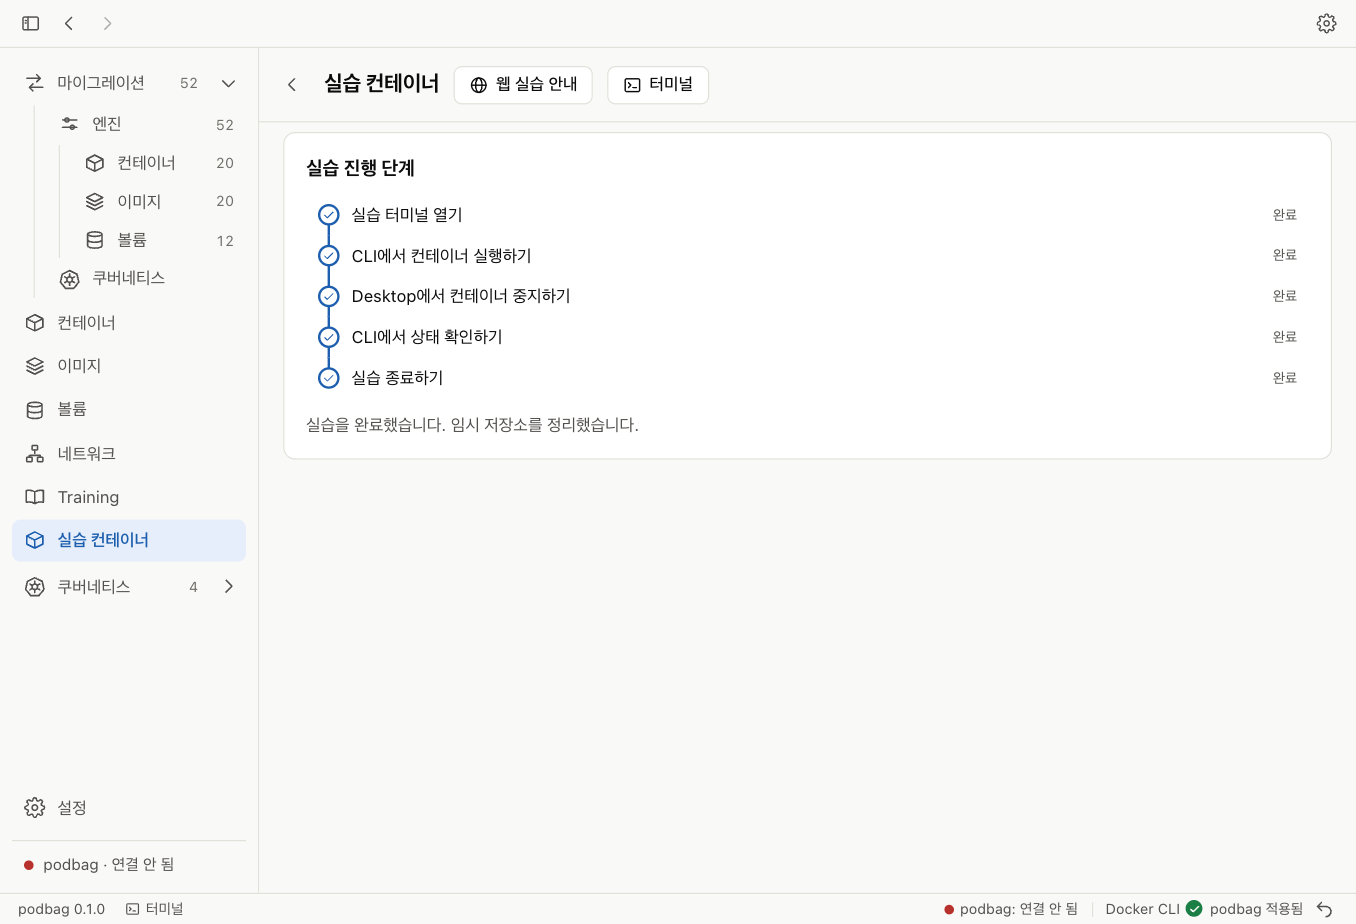 마이그레이션 52
엔진 52
컨테이너 20
이미지 20
볼륨 12
쿠버네티스
컨테이너
이미지
볼륨
네트워크
Training
실습 컨테이너
쿠버네티스 4
설정
podbag · 연결 안 됨
실습 컨테이너 웹 실습 안내 터미널
실습 진행 단계
실습 터미널 열기 완료
CLI에서 컨테이너 실행하기 완료
Desktop에서 컨테이너 중지하기 완료
CLI에서 상태 확인하기 완료
실습 종료하기 완료
실습을 완료했습니다. 임시 저장소를 정리했습니다.
podbag 0.1.0 터미널 podbag: 연결 안 됨 Docker CLI podbag 적용됨